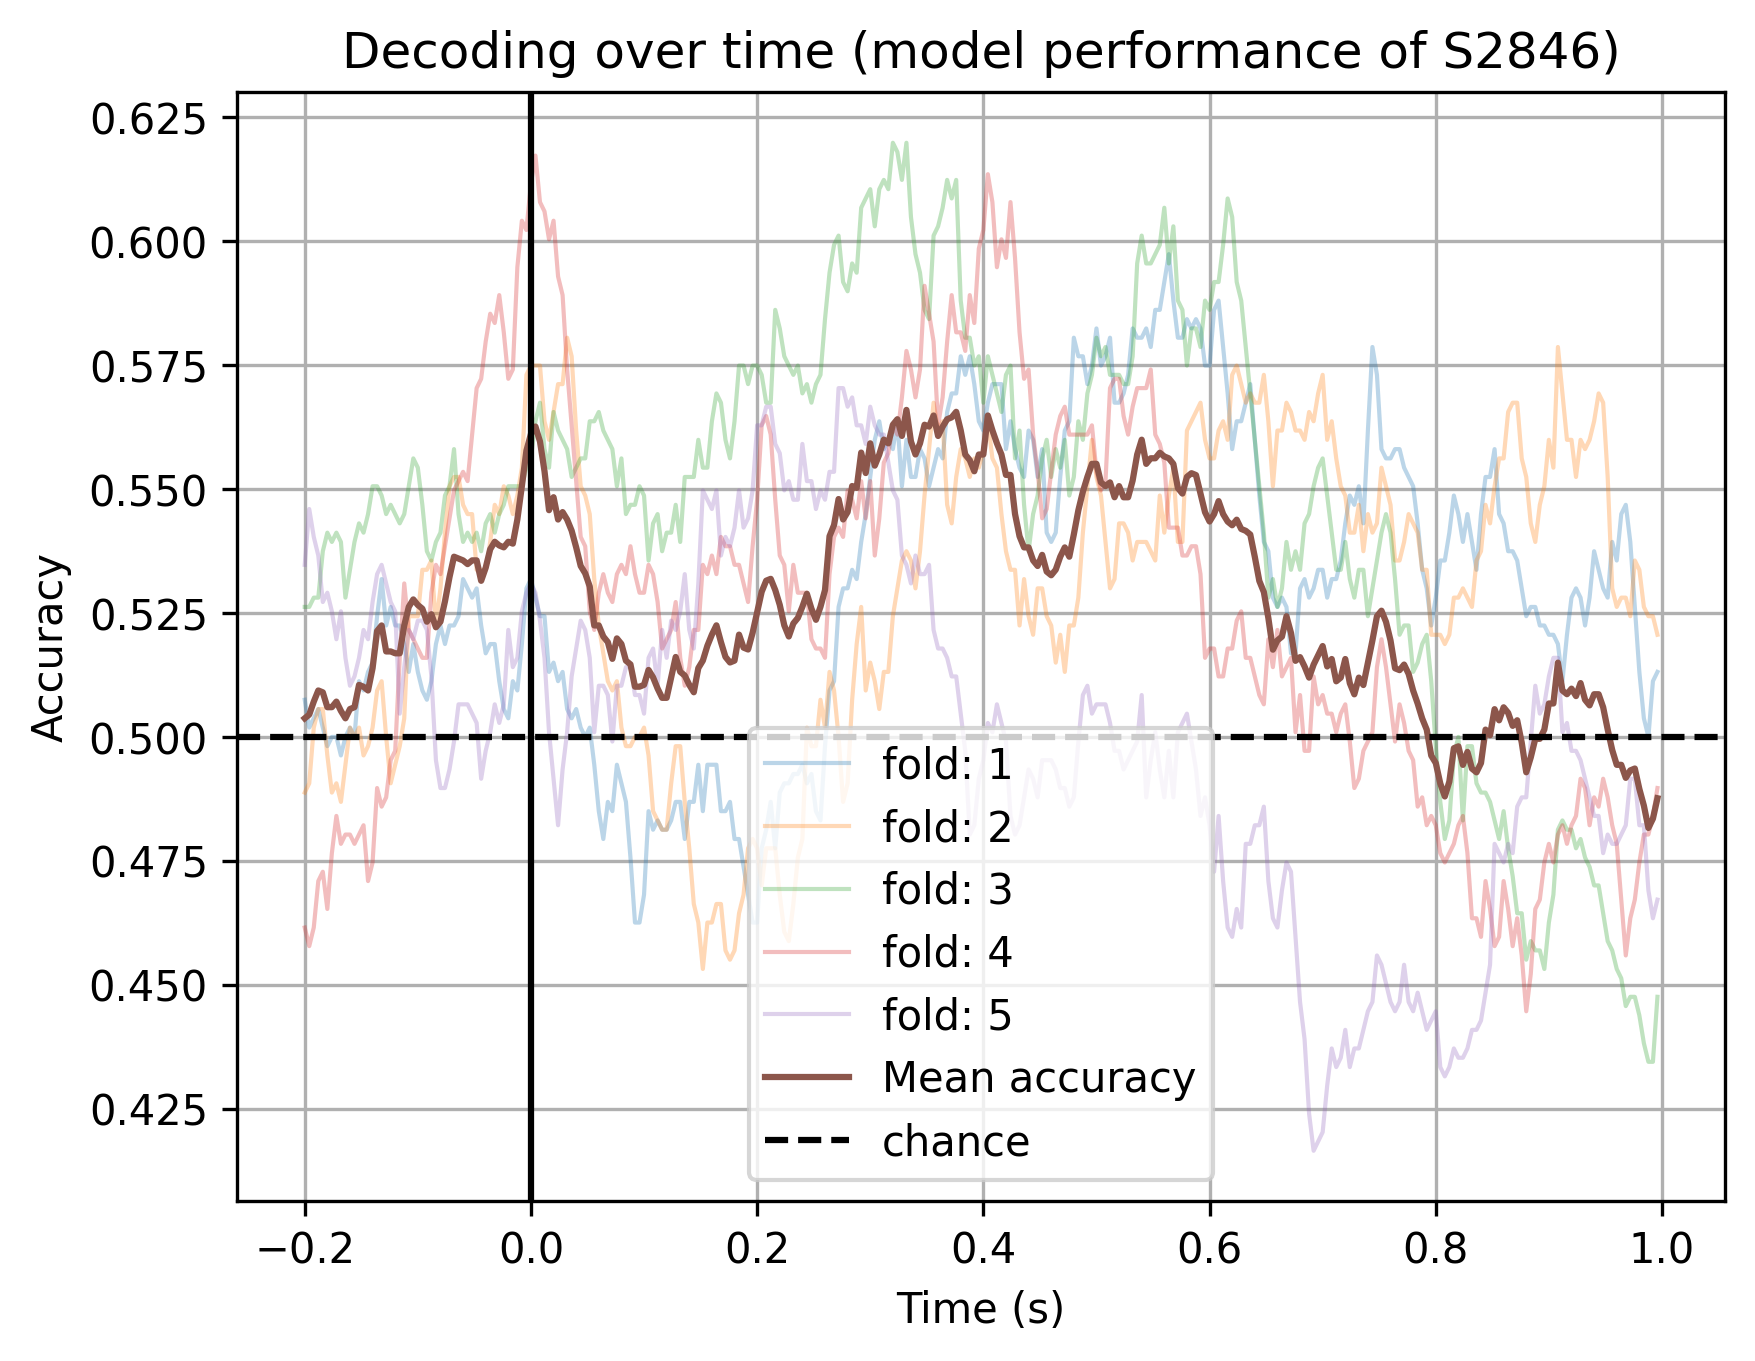 Decoding over time (model performance of S2846)
0.625
0.600
0.575
0.550
0.525
0.500
0.475
0.450
0.425
Accuracy
fold: 1
fold: 2
fold: 3
fold: 4
fold: 5
Mean accuracy
chance
−0.2 0.0 0.2 0.4 0.6 0.8 1.0
Time (s)